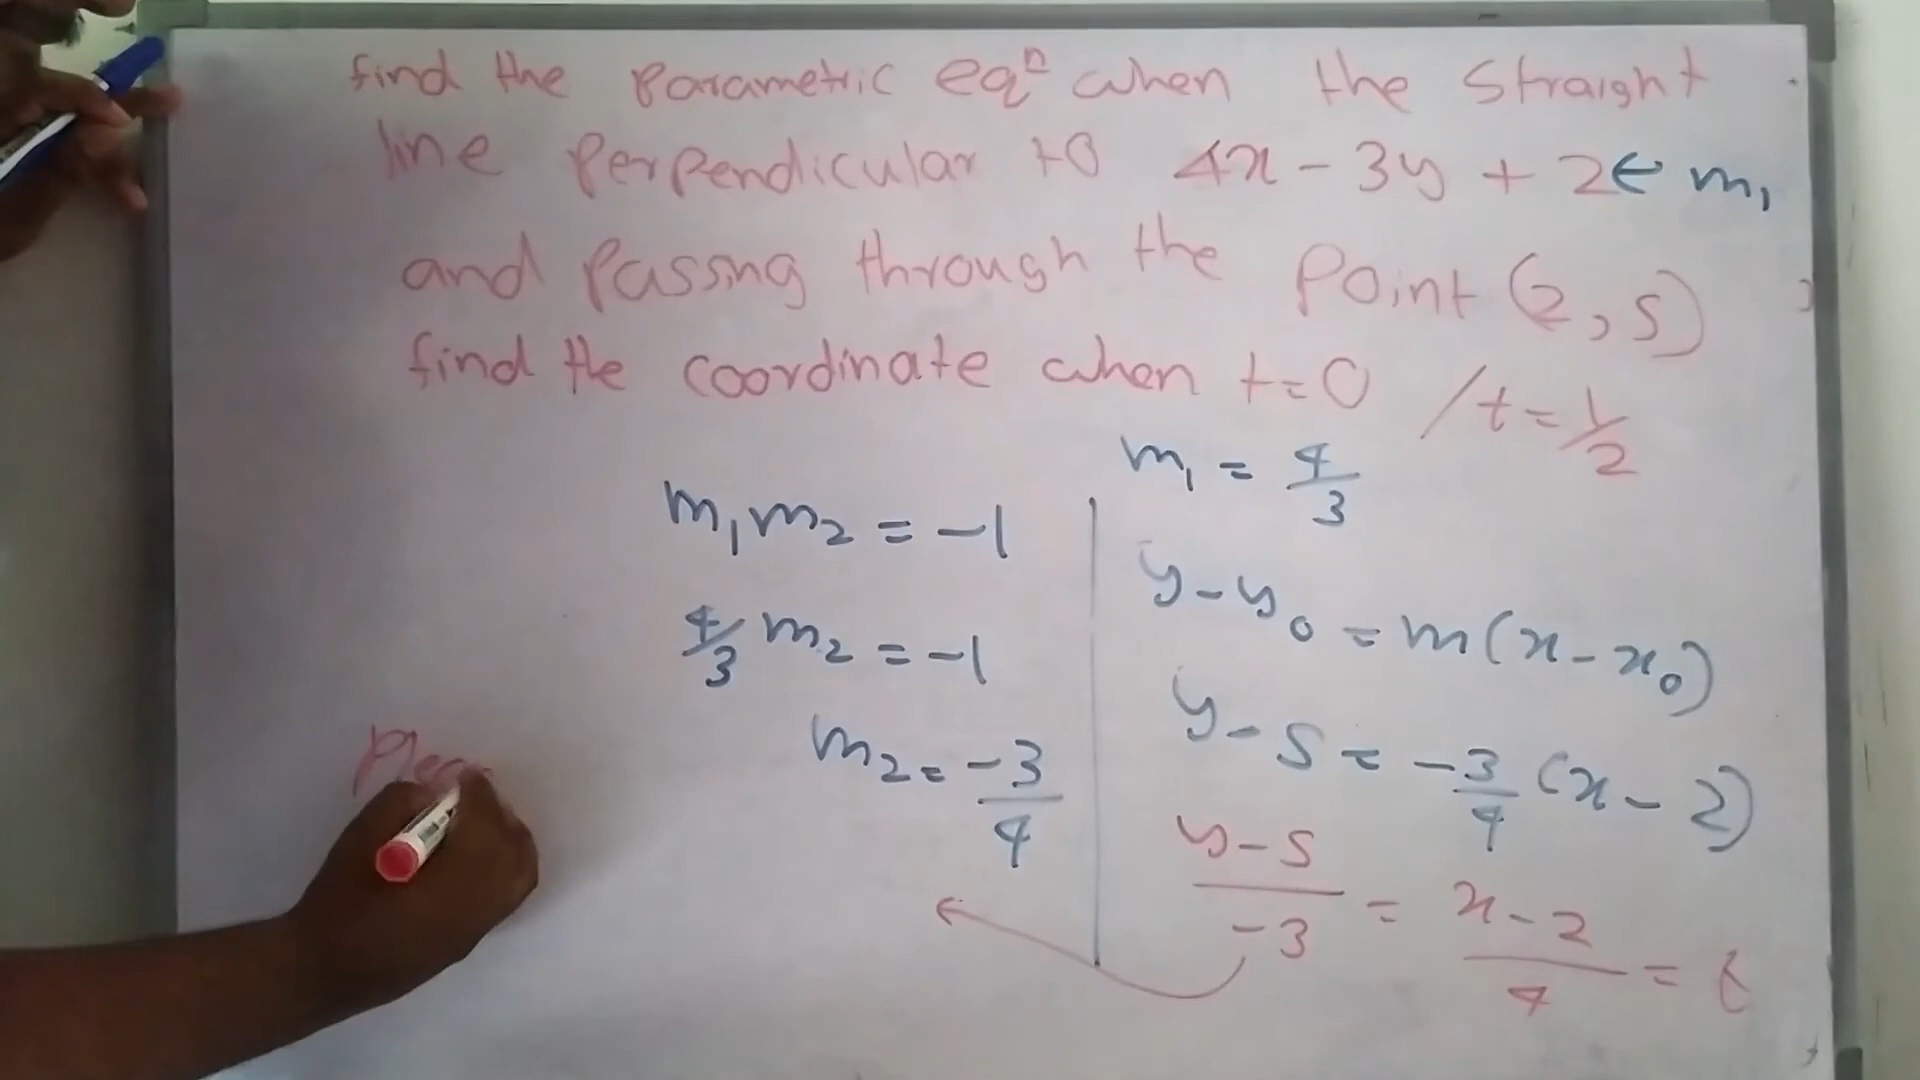 find the parametric eqⁿ when the straight
line perpendicular to 4x - 3y + 2 ← m₁
and passing through the point (2, 5)
find the coordinate when t = 0 / t = 1/2
m₁m₂ = -1
4/3 m₂ = -1
m₂ = -3/4
m₁ = 4/3
y - y₀ = m(x - x₀)
y - 5 = -3/4 (x - 2)
y - 5/-3 = x - 2/4 = t